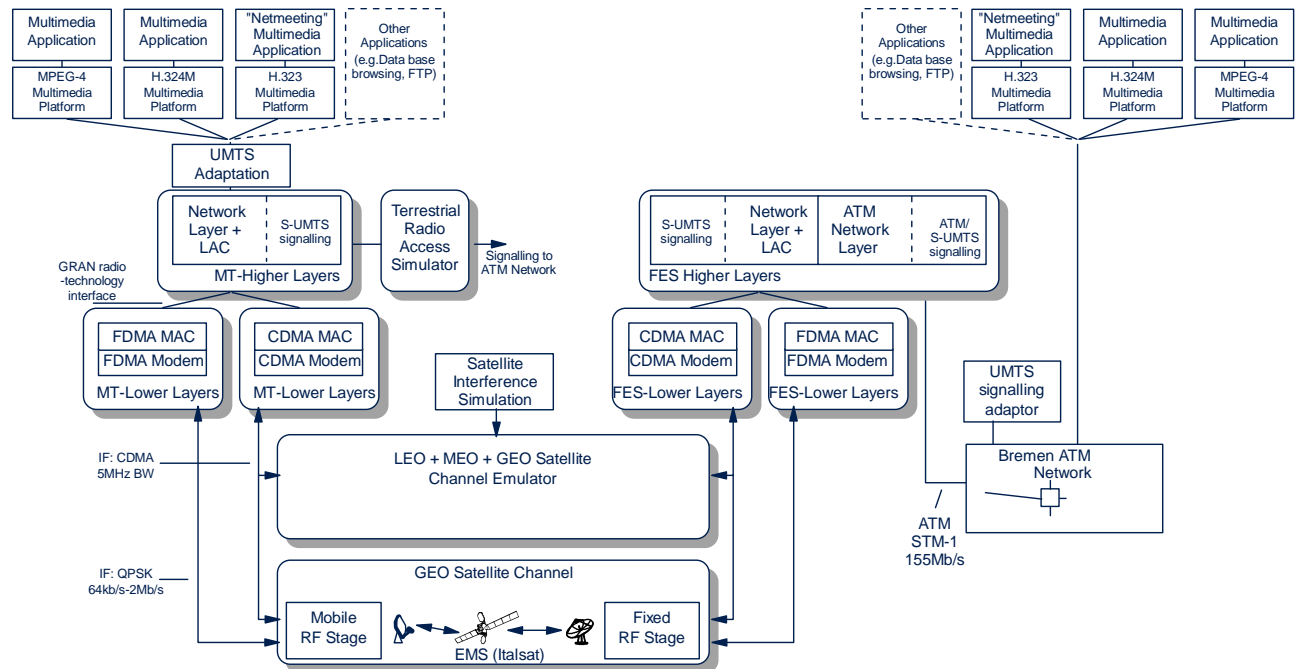 Multimedia
Application
Multimedia
Application
"Netmeeting"
Multimedia
Application
Other
Applications
(e.g.Data base
browsing, FTP)
MPEG-4
Multimedia
Platform
H.324M
Multimedia
Platform
H.323
Multimedia
Platform
Other
Applications
(e.g.Data base
browsing, FTP)
"Netmeeting"
Multimedia
Application
Multimedia
Application
Multimedia
Application
H.323
Multimedia
Platform
H.324M
Multimedia
Platform
MPEG-4
Multimedia
Platform
UMTS
Adaptation
Network
Layer +
LAC
S-UMTS
signalling
MT-Higher Layers
Terrestrial
Radio
Access
Simulator
Signalling to
ATM Network
S-UMTS
signalling
Network
Layer +
LAC
ATM
Network
Layer
ATM/
S-UMTS
signalling
FES Higher Layers
GRAN radio
-technology
interface
FDMA MAC
FDMA Modem
MT-Lower Layers
CDMA MAC
CDMA Modem
MT-Lower Layers
Satellite
Interference
Simulation
CDMA MAC
CDMA Modem
FES-Lower Layers
FDMA MAC
FDMA Modem
FES-Lower Layers
UMTS
signalling
adaptor
IF: CDMA
5MHz BW
LEO + MEO + GEO Satellite
Channel Emulator
Bremen ATM
Network
ATM
STM-1
155Mb/s
IF: QPSK
64kb/s-2Mb/s
GEO Satellite Channel
Mobile
RF Stage
EMS (Italsat)
Fixed
RF Stage